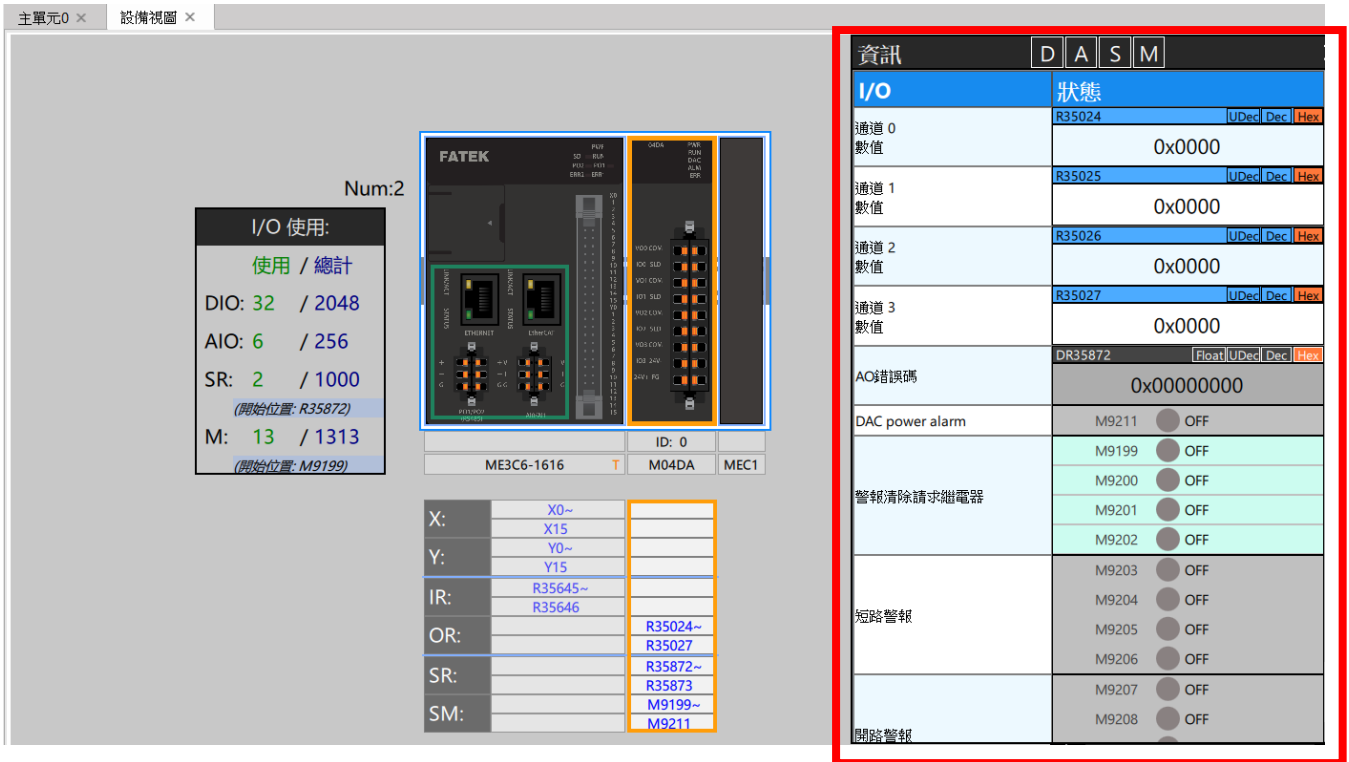 主單元0 ×
設備視圖 ×
Num:2
I/O 使用:
使用 / 總計
DIO: 32 / 2048
AIO: 6 / 256
SR: 2 / 1000
(開始位置: R35872)
M: 13 / 1313
(開始位置: M9199)
FATEK
04DA
PWR
RUN
DAC
ALM
ERR
ETHERNET
EtherCAT
ID: 0
ME3C6-1616 T
M04DA
MEC1
X:
X0~
X15
Y:
Y0~
Y15
IR:
R35645~
R35646
OR:
R35024~
R35027
SR:
R35872~
R35873
SM:
M9199~
M9211
資訊 D A S M
I/O 狀態
通道 0
數值
R35024 UDec Dec Hex
0x0000
通道 1
數值
R35025 UDec Dec Hex
0x0000
通道 2
數值
R35026 UDec Dec Hex
0x0000
通道 3
數值
R35027 UDec Dec Hex
0x0000
AO錯誤碼
DR35872 Float UDec Dec Hex
0x00000000
DAC power alarm
M9211 OFF
警報清除請求繼電器
M9199 OFF
M9200 OFF
M9201 OFF
M9202 OFF
短路警報
M9203 OFF
M9204 OFF
M9205 OFF
M9206 OFF
開路警報
M9207 OFF
M9208 OFF